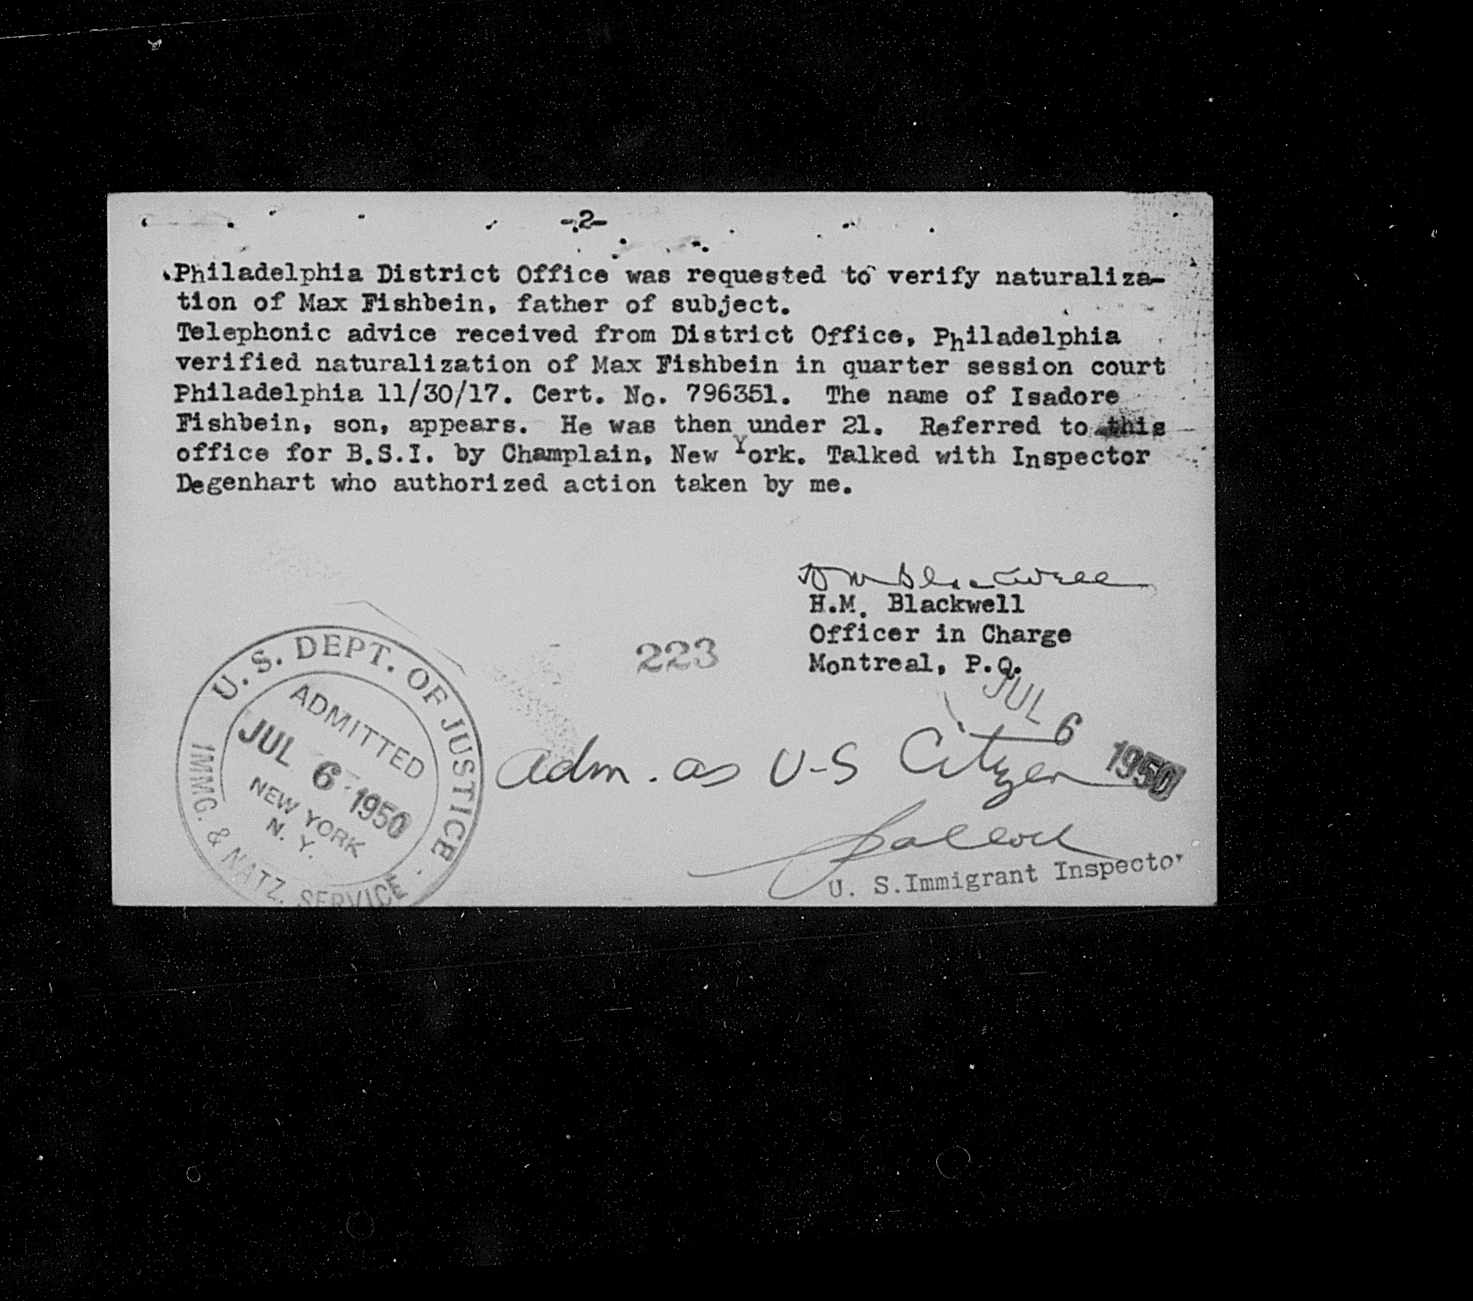 -2-
Philadelphia District Office was requested to verify naturaliza-
tion of Max Fishbein, father of subject.
Telephonic advice received from District Office, Philadelphia
verified naturalization of Max Fishbein in quarter session court
Philadelphia 11/30/17. Cert. No. 796351. The name of Isadore
Fishbein, son, appears. He was then under 21. Referred to this
office for B.S.I. by Champlain, New York. Talked with Inspector
Degenhart who authorized action taken by me.
HM Blackwell
H.M. Blackwell
Officer in Charge
Montreal, P.Q.
223
JUL 6 1950
U. S. DEPT. OF JUSTICE
ADMITTED
JUL 6 1950
NEW YORK
N. Y.
IMMG. & NATZ. SERVICE
adm. as U-S Citizen
U. S. Immigrant Inspector